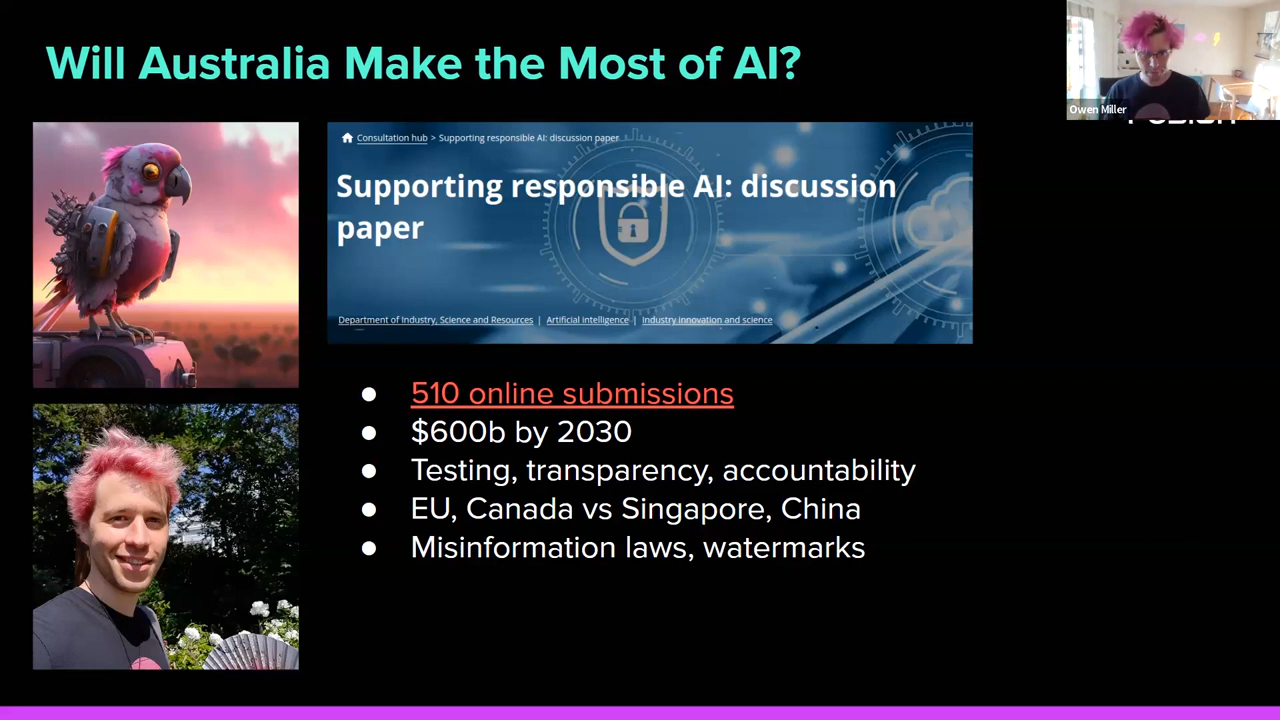 Will Australia Make the Most of AI?
Owen Miller
Consultation hub > Supporting responsible AI: discussion paper
Supporting responsible AI: discussion
paper
Department of Industry, Science and Resources | Artificial intelligence | Industry innovation and science
● 510 online submissions
● $600b by 2030
● Testing, transparency, accountability
● EU, Canada vs Singapore, China
● Misinformation laws, watermarks